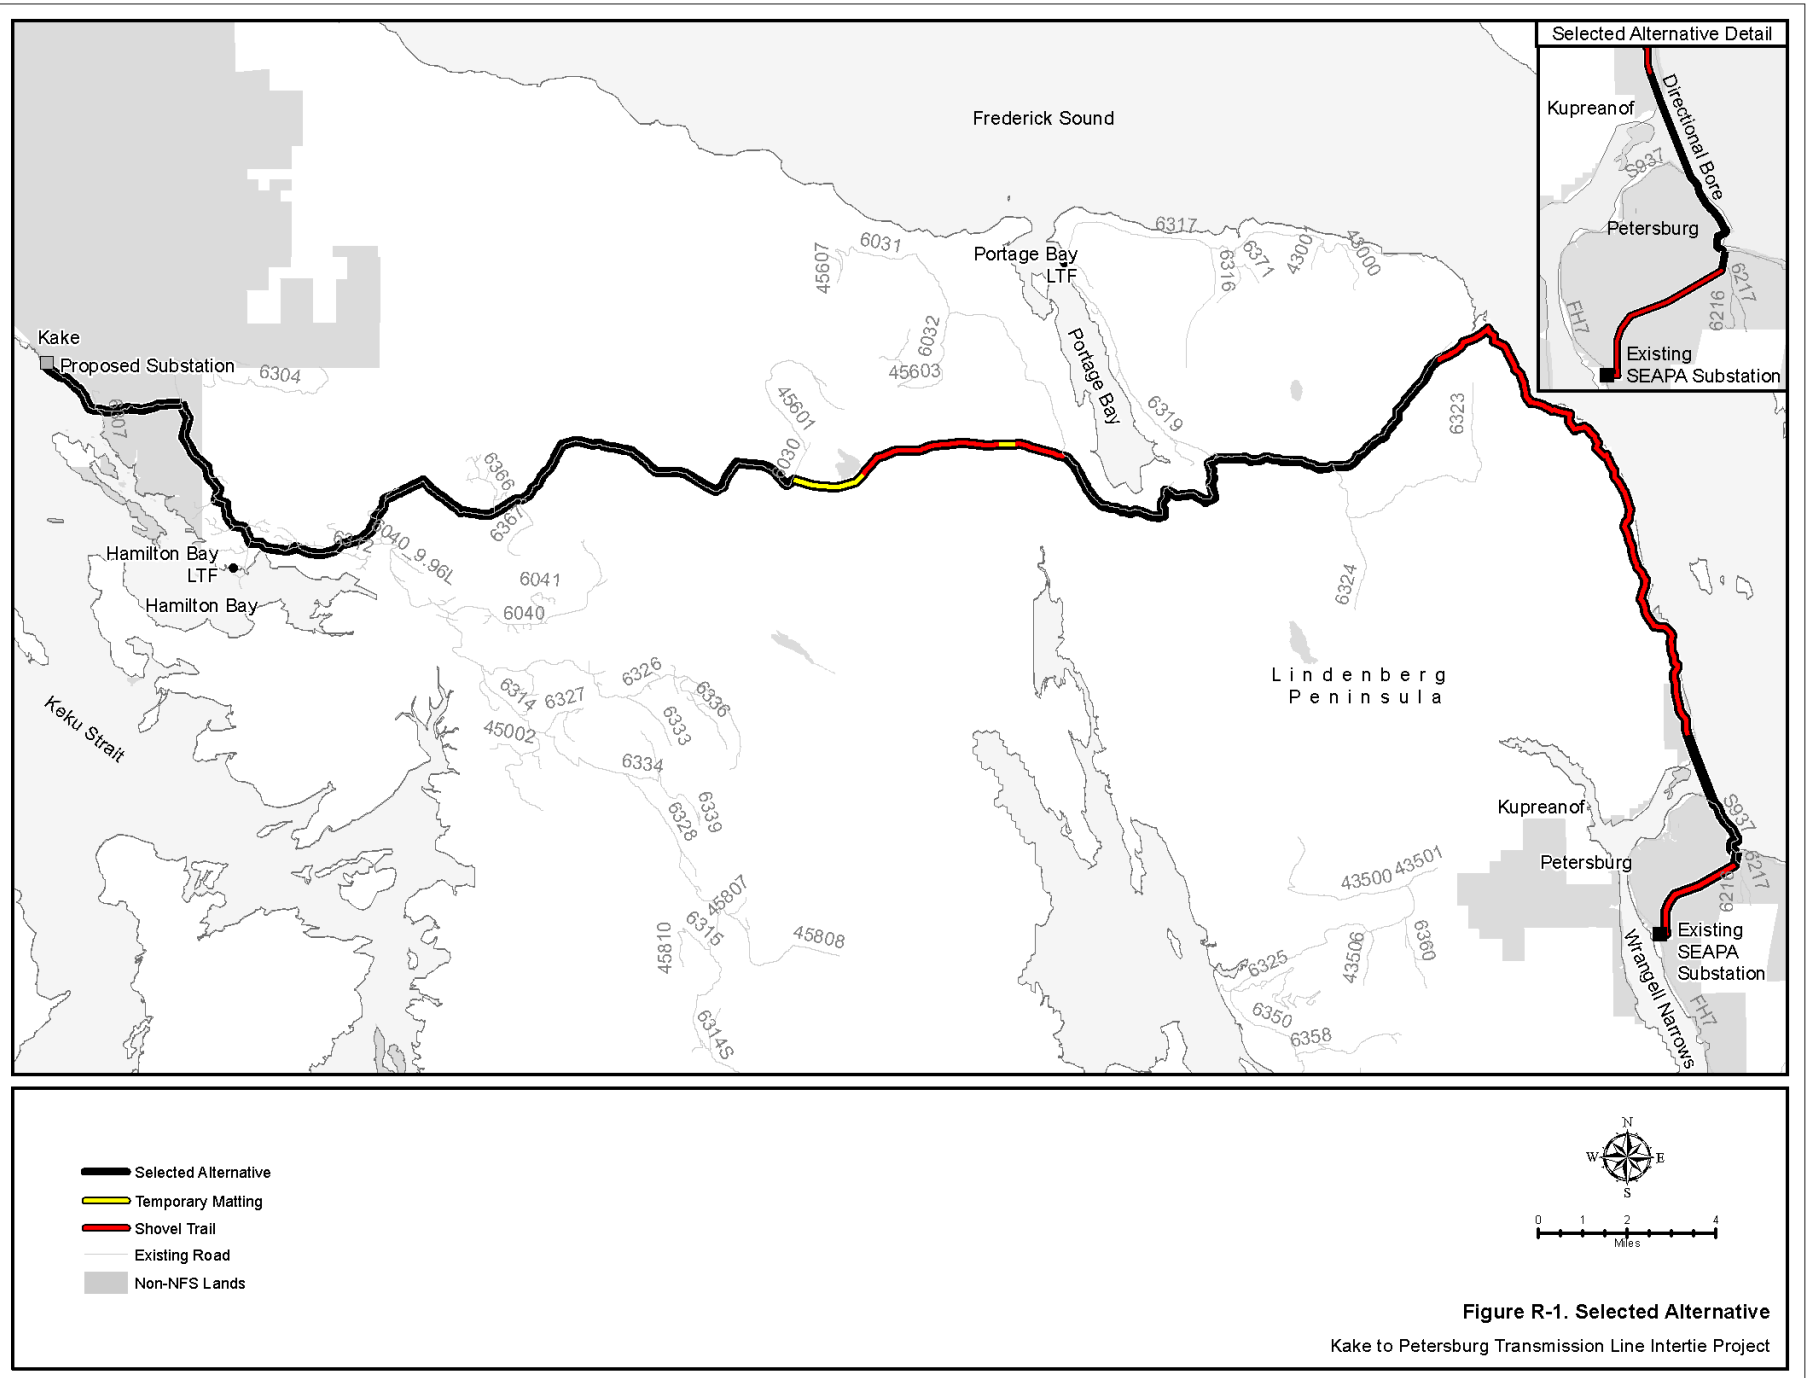 Selected Alternative Detail
Kupreanof
Directional Bore
S937
Petersburg
6217
6216
FH7
Existing
SEAPA Substation
Frederick Sound
6317
6031
45607
Portage Bay
LTF
6316
6371
43001
43000
6032
45603
Portage Bay
Kake
Proposed Substation
6304
45601
6030
6319
6323
6366
6367
6040_9.96L
Hamilton Bay
LTF
6041
Hamilton Bay
6040
6324
6326
6314
6327
6336
6333
45002
Keku Strait
Lindenberg
Peninsula
6334
6339
6328
Kupreanof
S937
Petersburg
43500
43501
6217
6216
45807
6315
45810
45808
6325
43506
6360
Existing
SEAPA
Substation
Wrangell Narrows
FH7
6350
6358
6314S
Selected Alternative
Temporary Matting
Shovel Trail
Existing Road
Non-NFS Lands
N
W
E
S
0 1 2 4
Miles
Figure R-1. Selected Alternative
Kake to Petersburg Transmission Line Intertie Project